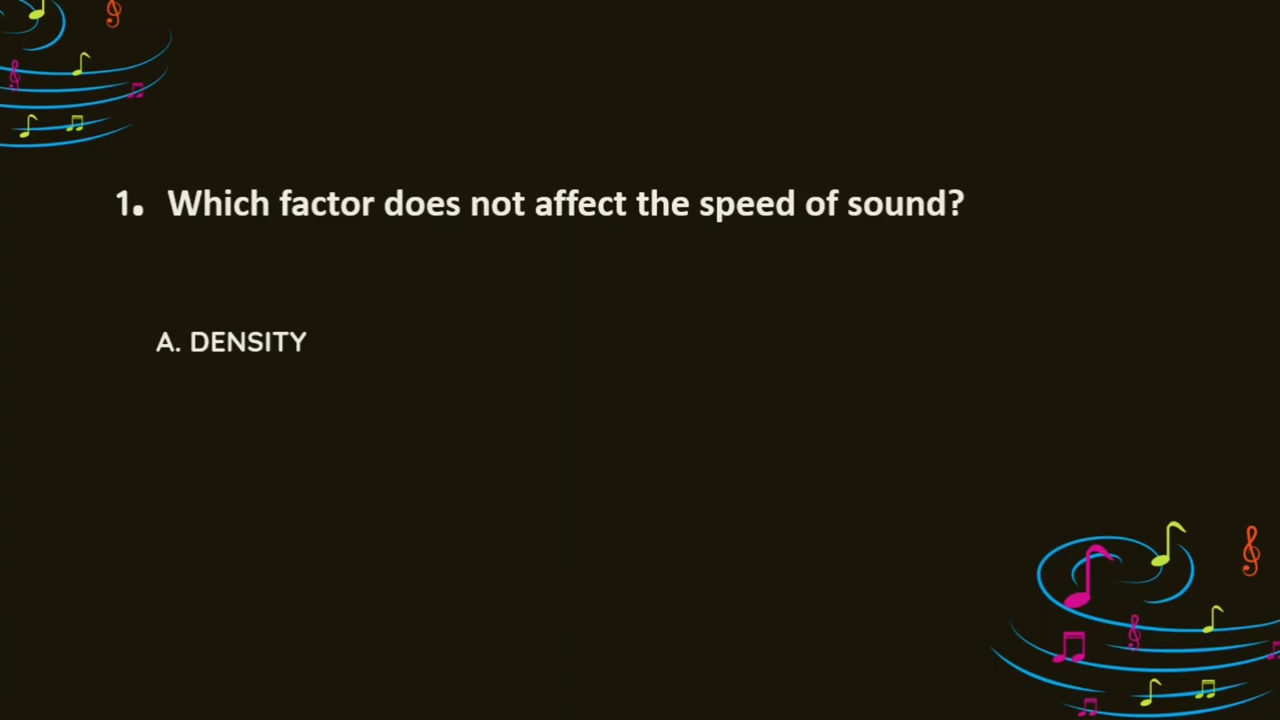 1. Which factor does not affect the speed of sound?
A. DENSITY